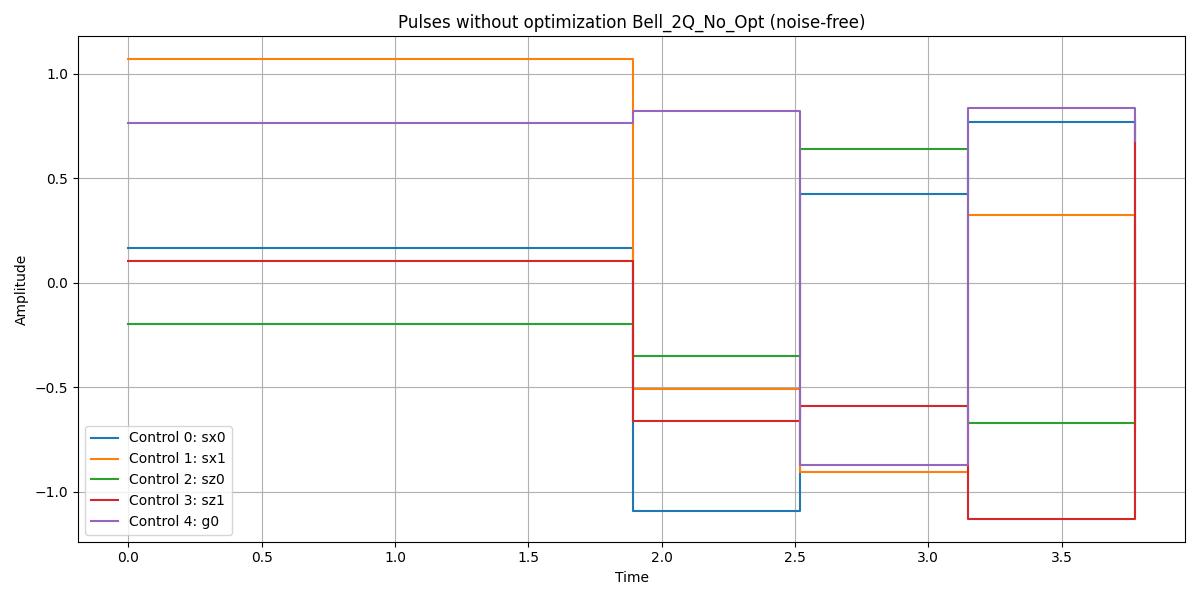 Pulses without optimization Bell_2Q_No_Opt (noise-free)
Amplitude
1.0
0.5
0.0
−0.5
−1.0
Control 0: sx0
Control 1: sx1
Control 2: sz0
Control 3: sz1
Control 4: g0
0.0 0.5 1.0 1.5 2.0 2.5 3.0 3.5
Time